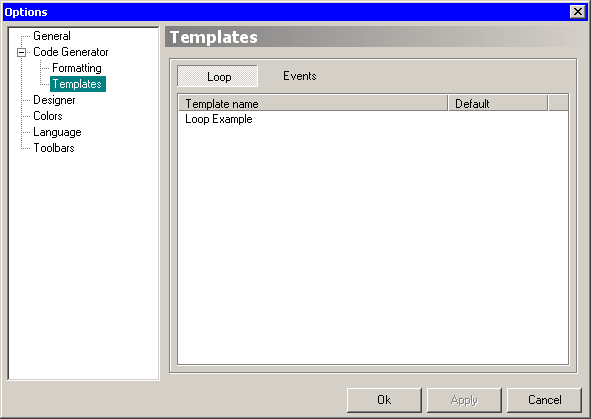 Options
General
Code Generator
Formatting
Templates
Designer
Colors
Language
Toolbars
Templates
Loop Events
Template name Default
Loop Example
Ok Apply Cancel